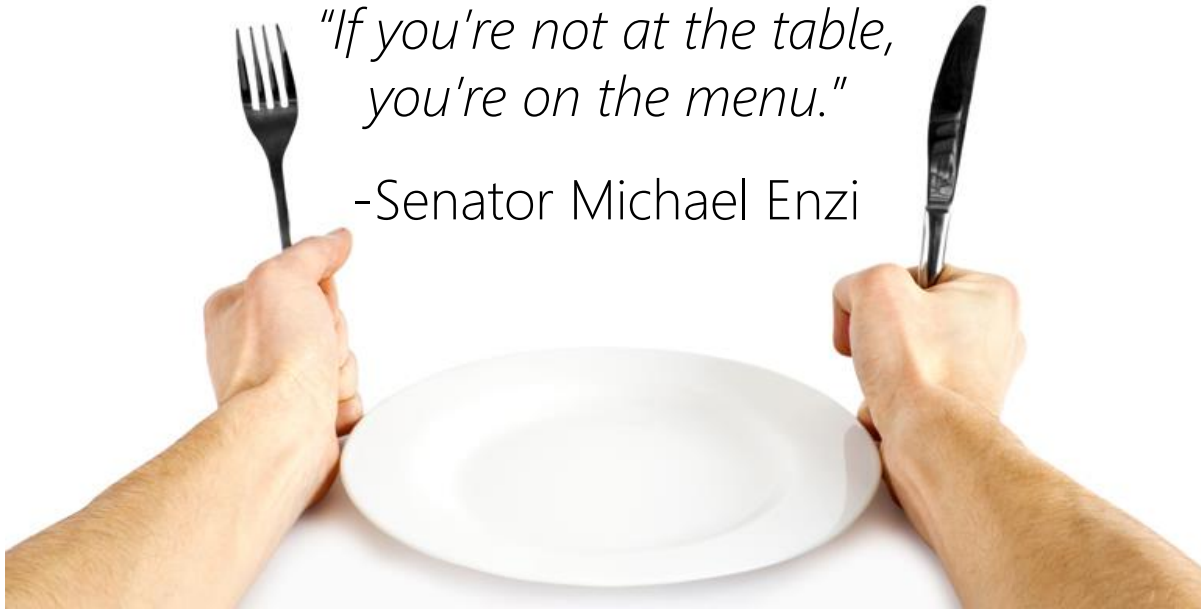 "If you're not at the table,
you're on the menu."
-Senator Michael Enzi